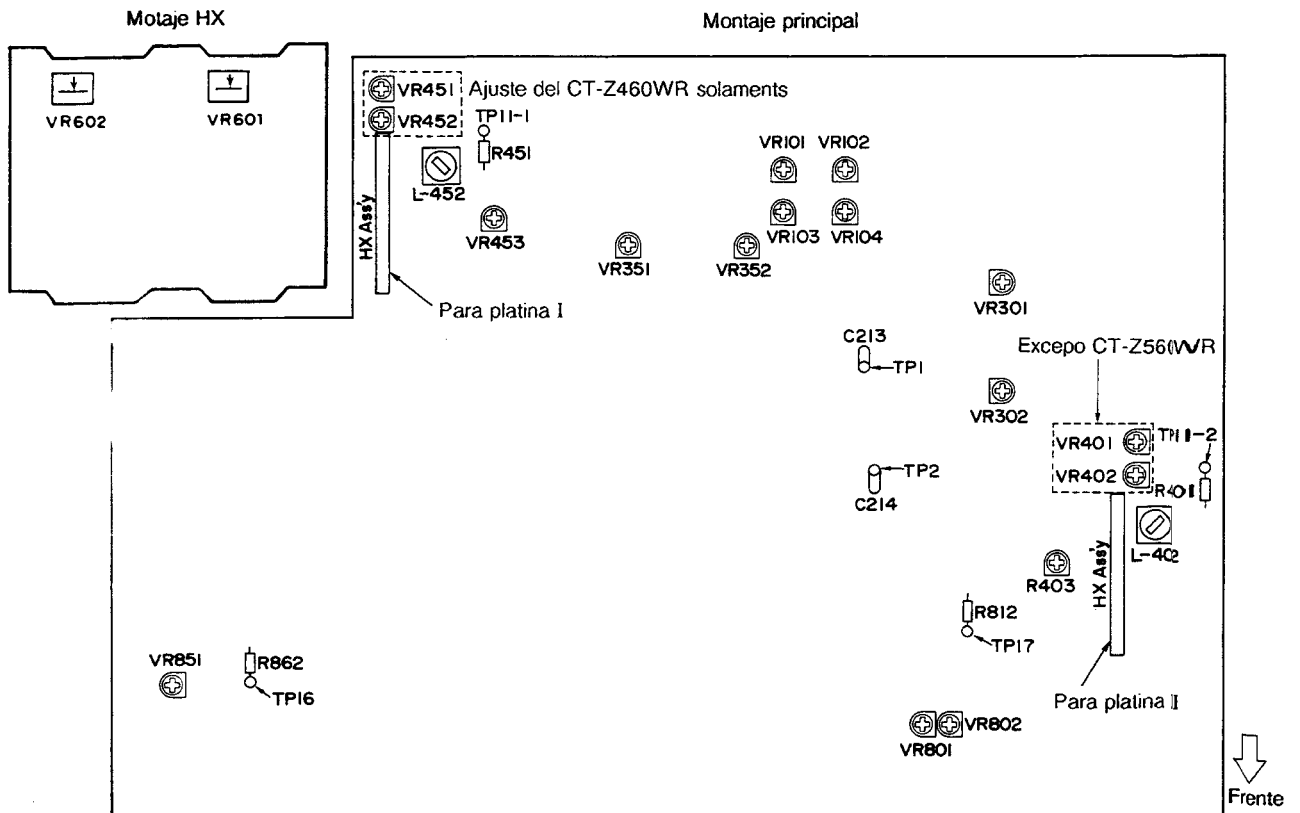 Motaje HX
Montaje principal
VR602
VR601
VR451
Ajuste del CT-Z460WR solaments
VR452
TP11-1
R451
L-452
HX Ass'y
VR453
VR351
VR352
VR101
VR102
VR103
VR104
Para platina I
VR301
C213
TP1
Excepo CT-Z560WR
VR302
VR401
TP11-2
VR402
R401
TP2
C214
L-402
HX Ass'y
R403
R812
TP17
VR851
R862
TP16
Para platina II
VR802
VR801
Frente